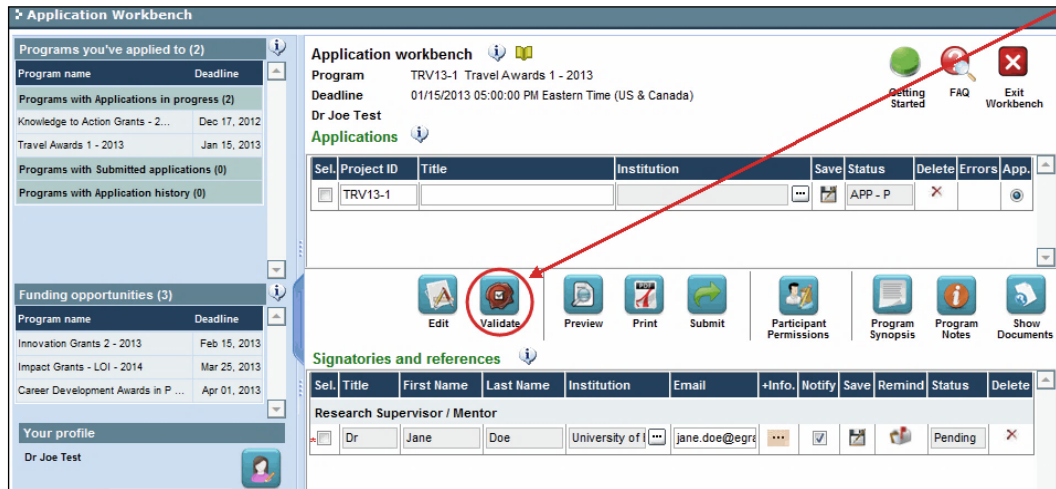 Application Workbench
Programs you've applied to (2)
Program name Deadline
Programs with Applications in progress (2)
Knowledge to Action Grants - 2... Dec 17, 2012
Travel Awards 1 - 2013 Jan 15, 2013
Programs with Submitted applications (0)
Programs with Application history (0)
Funding opportunities (3)
Program name Deadline
Innovation Grants 2 - 2013 Feb 15, 2013
Impact Grants - LOI - 2014 Mar 25, 2013
Career Development Awards in P ... Apr 01, 2013
Your profile
Dr Joe Test
Application workbench
Program TRV13-1 Travel Awards 1 - 2013
Deadline 01/15/2013 05:00:00 PM Eastern Time (US & Canada)
Dr Joe Test
Getting Started
FAQ
Exit Workbench
Applications
Sel. Project ID Title Institution Save Status Delete Errors App.
TRV13-1 ... APP - P
Edit Validate Preview Print Submit Participant Permissions Program Synopsis Program Notes Show Documents
Signatories and references
Sel. Title First Name Last Name Institution Email +Info. Notify Save Remind Status Delete
Research Supervisor / Mentor
Dr Jane Doe University of ... jane.doe@egra ... Pending